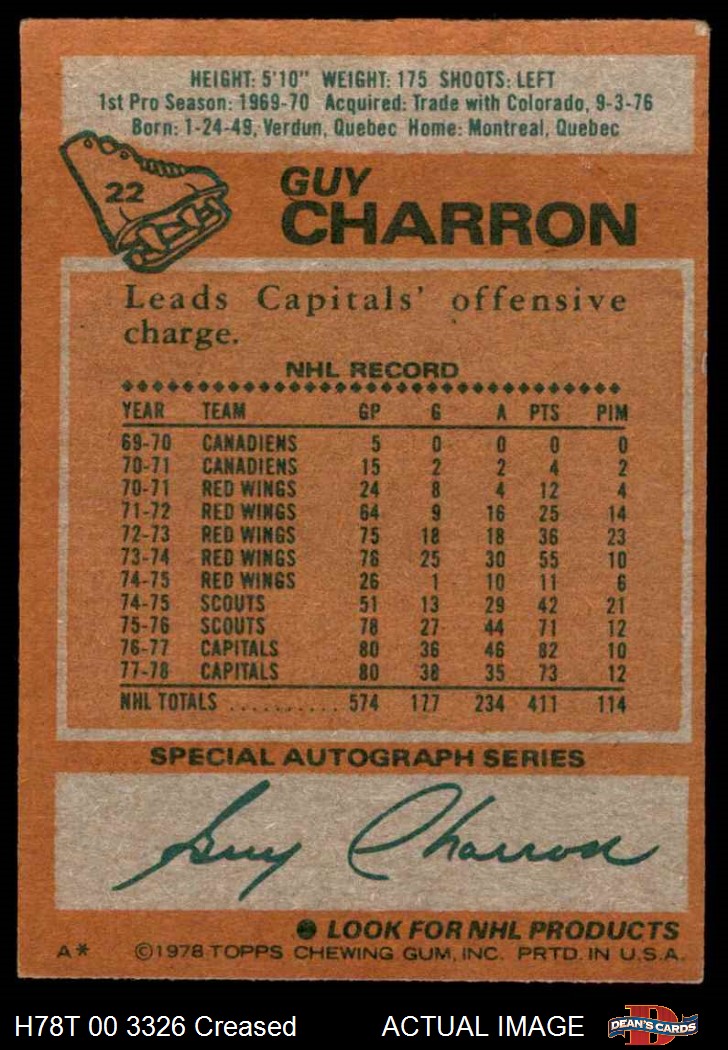 HEIGHT: 5'10" WEIGHT: 175 SHOOTS: LEFT
1st Pro Season: 1969-70 Acquired: Trade with Colorado, 9-3-76
Born: 1-24-49, Verdun, Quebec Home: Montreal, Quebec
22
GUY
CHARRON
Leads Capitals' offensive
charge.
NHL RECORD
YEAR TEAM GP G A PTS PIM
69-70 CANADIENS 5 0 0 0 0
70-71 CANADIENS 15 2 2 4 2
70-71 RED WINGS 24 8 4 12 4
71-72 RED WINGS 64 9 16 25 14
72-73 RED WINGS 75 18 18 36 23
73-74 RED WINGS 76 25 30 55 10
74-75 RED WINGS 26 1 10 11 6
74-75 SCOUTS 51 13 29 42 21
75-76 SCOUTS 78 27 44 71 12
76-77 CAPITALS 80 36 46 82 10
77-78 CAPITALS 80 38 35 73 12
NHL TOTALS .......... 574 177 234 411 114
SPECIAL AUTOGRAPH SERIES
Guy Charron
LOOK FOR NHL PRODUCTS
A* ©1978 TOPPS CHEWING GUM, INC. PRTD. IN U.S.A.
H78T 00 3326 Creased ACTUAL IMAGE DEAN'S CARDS